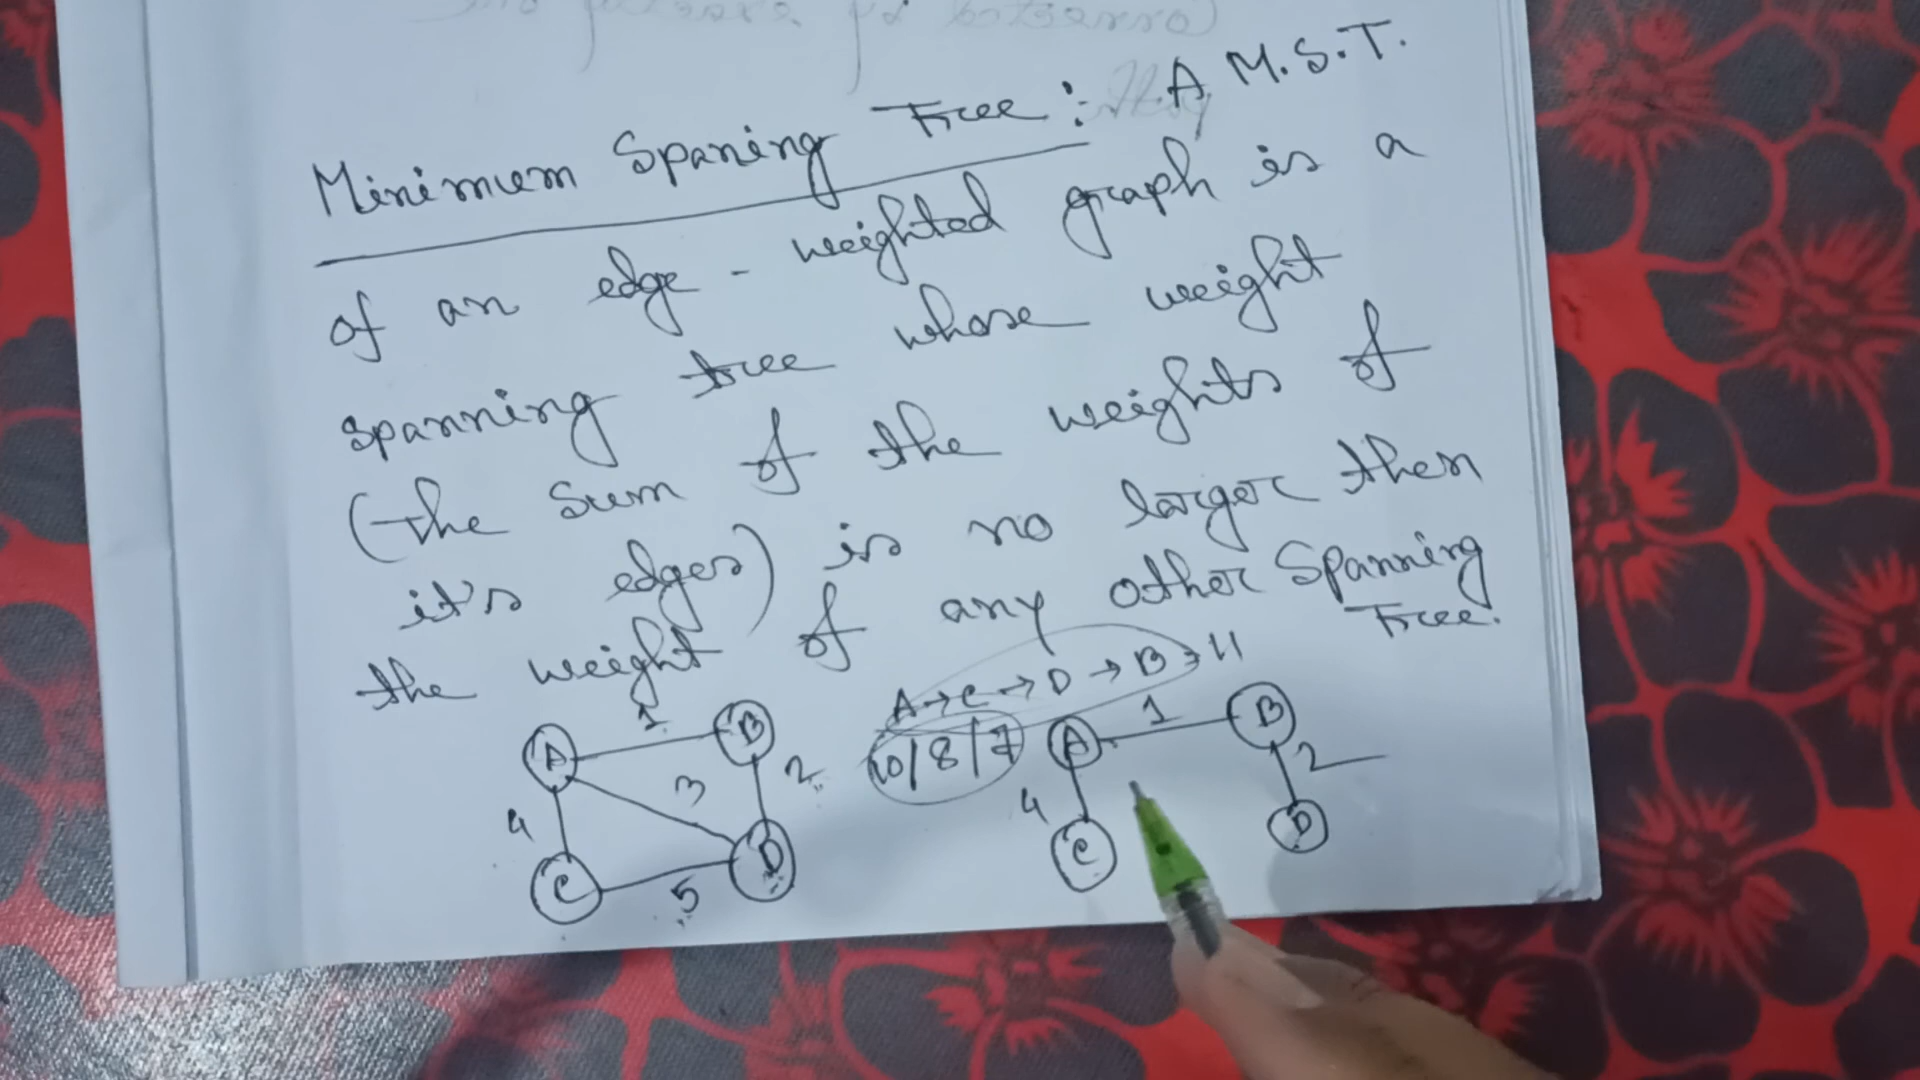 Minimum Spaning Tree : A M.S.T.
of an edge - weighted graph is a
spanning tree whose weight
(the sum of the weights of
it's edges) is no larger then
the weight of any other Spanning
Tree.
A→C→D→B→11
10/8/7
A 1 B
3 2
4
C 5 D
A 1 B
2
4
C D